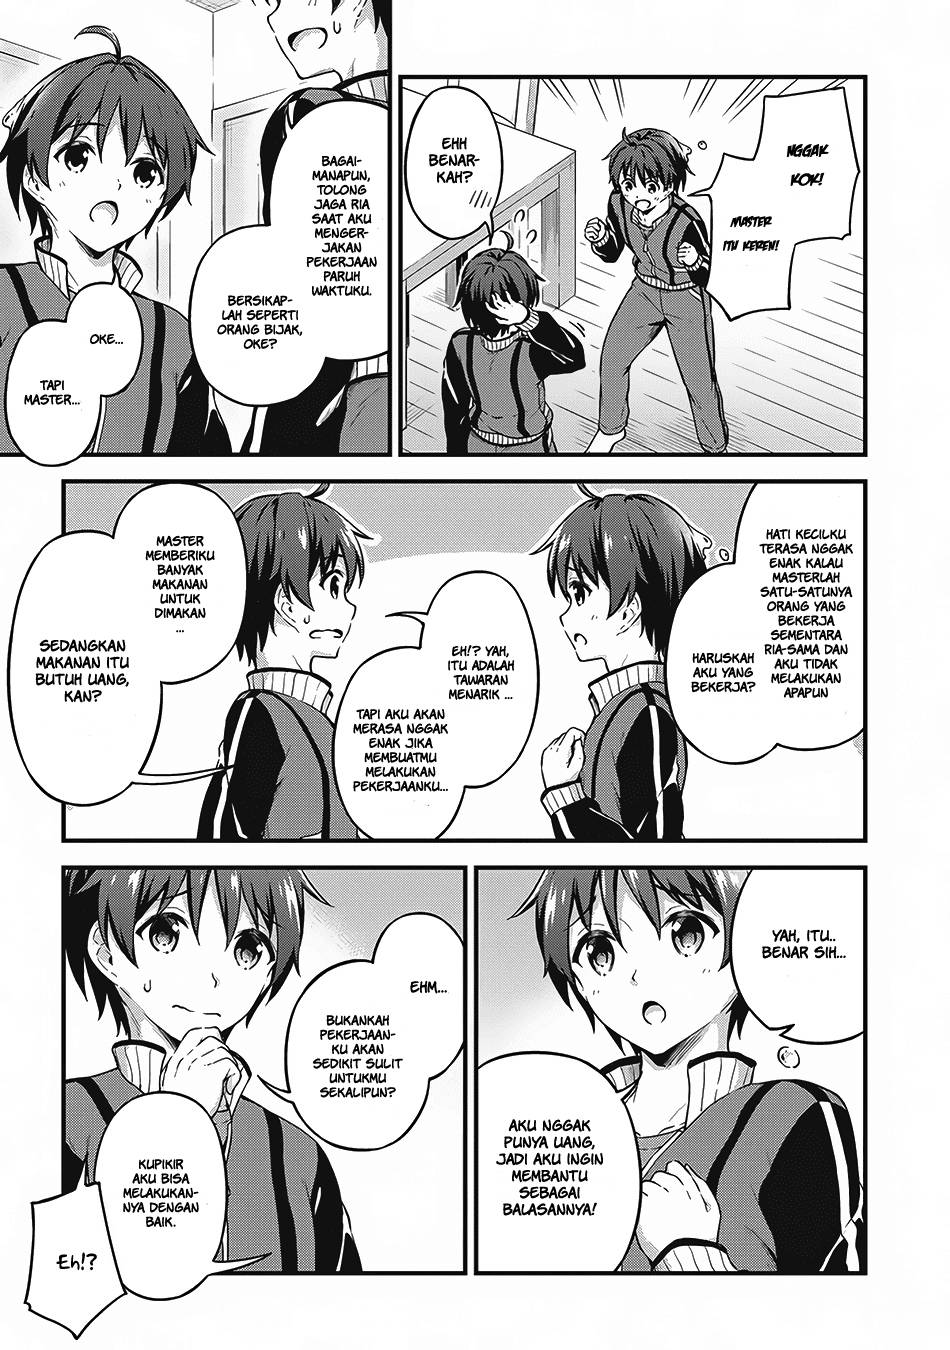 NGGAK
KOK!
MASTER
ITU KEREN!
EHH
BENAR-
KAH?
BAGAI-
MANAPUN,
TOLONG
JAGA RIA
SAAT AKU
MENGER-
JAKAN
PEKERJAAN
PARUH
WAKTUKU.
BERSIKAP-
LAH SEPERTI
ORANG BIJAK,
OKE?
OKE...
TAPI
MASTER...
HATI KECILKU
TERASA NGGAK
ENAK KALAU
MASTERLAH
SATU-SATUNYA
ORANG YANG
BEKERJA
SEMENTARA
RIA-SAMA DAN
AKU TIDAK
MELAKUKAN
APAPUN
HARUSKAH
AKU YANG
BEKERJA?
EH!? YAH,
ITU ADALAH
TAWARAN
MENARIK ...
TAPI AKU AKAN
MERASA NGGAK
ENAK JIKA
MEMBUATMU
MELAKUKAN
PEKERJAANKU...
MASTER
MEMBERIKU
BANYAK
MAKANAN
UNTUK
DIMAKAN
...
SEDANGKAN
MAKANAN ITU
BUTUH UANG,
KAN?
YAH, ITU..
BENAR SIH...
AKU NGGAK
PUNYA UANG,
JADI AKU INGIN
MEMBANTU
SEBAGAI
BALASANNYA!
EHM...
BUKANKAH
PEKERJAAN-
KU AKAN
SEDIKIT SULIT
UNTUKMU
SEKALIPUN?
KUPIKIR
AKU BISA
MELAKUKAN-
NYA DENGAN
BAIK.
Eh!?